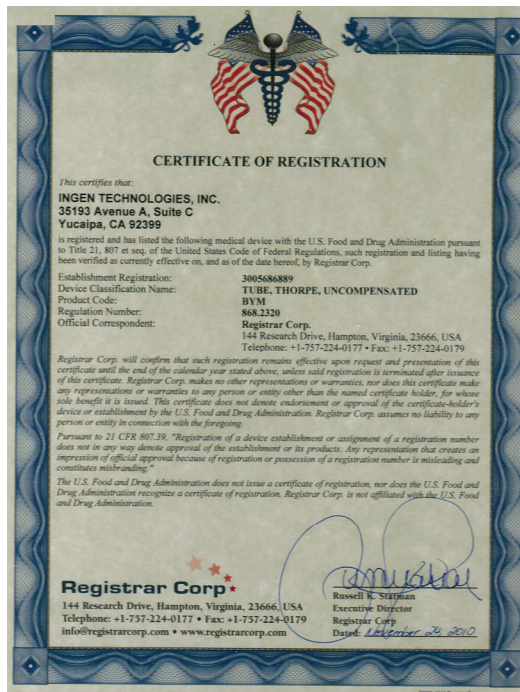 CERTIFICATE OF REGISTRATION
This certifies that:
INGEN TECHNOLOGIES, INC.
35193 Avenue A, Suite C
Yucaipa, CA 92399
is registered and has listed the following medical device with the U.S. Food and Drug Administration pursuant
to Title 21, 807 et seq. of the United States Code of Federal Regulations, such registration and listing having
been verified as currently effective on, and as of the date hereof, by Registrar Corp.
Establishment Registration: 3005686889
Device Classification Name: TUBE, THORPE, UNCOMPENSATED
Product Code: BYM
Regulation Number: 868.2320
Official Correspondent: Registrar Corp.
144 Research Drive, Hampton, Virginia, 23666, USA
Telephone: +1-757-224-0177 • Fax: +1-757-224-0179
Registrar Corp. will confirm that such registration remains effective upon request and presentation of this
certificate until the end of the calendar year stated above, unless said registration is terminated after issuance
of this certificate. Registrar Corp. makes no other representations or warranties, nor does this certificate make
any representations or warranties to any person or entity other than the named certificate holder, for whose
sole benefit it is issued. This certificate does not denote endorsement or approval of the certificate-holder's
device or establishment by the U.S. Food and Drug Administration. Registrar Corp. assumes no liability to any
person or entity in connection with the foregoing.
Pursuant to 21 CFR 807.39, "Registration of a device establishment or assignment of a registration number
does not in any way denote approval of the establishment or its products. Any representation that creates an
impression of official approval because of registration or possession of a registration number is misleading and
constitutes misbranding."
The U.S. Food and Drug Administration does not issue a certificate of registration, nor does the U.S. Food and
Drug Administration recognize a certificate of registration. Registrar Corp. is not affiliated with the U.S. Food
and Drug Administration.
Registrar Corp
144 Research Drive, Hampton, Virginia, 23666, USA
Telephone: +1-757-224-0177 • Fax: +1-757-224-0179
info@registrarcorp.com • www.registrarcorp.com
Russell K. Statman
Executive Director
Registrar Corp
Dated: November 29, 2010